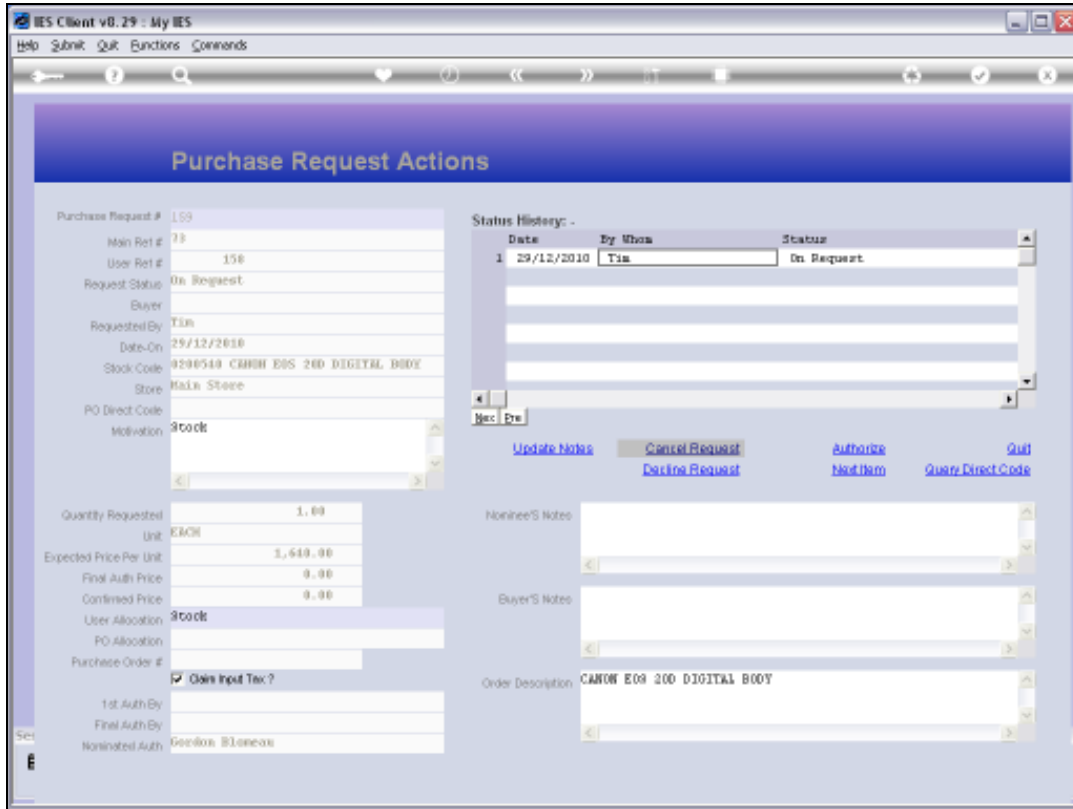 IES Client v8.29 : My IES
Help Submit Quit Functions Commands
Purchase Request Actions
Purchase Request # 159
Main Ref # 73
User Ref # 158
Request Status On Request
Buyer
Requested By Tim
Date-On 29/12/2010
Stock Code 0200540 CANON EOS 20D DIGITAL BODY
Store Main Store
PO Direct Code
Motivation Stock
Status History: -
Date By Whom Status
1 29/12/2010 Tim On Request
Nex Pre
Update Notes Cancel Request Authorize Quit
Decline Request Next Item Query Direct Code
Quantity Requested 1.00
Unit EACH
Expected Price Per Unit
Final Auth Price 0.00
Confirmed Price 0.00
User Allocation Stock
PO Allocation
Purchase Order #
Claim Input Tax ?
1st Auth By
Final Auth By
Nominated Auth Gordon
Nominee'S Notes
Buyer'S Notes
Order Description CANON EOS 20D DIGITAL BODY